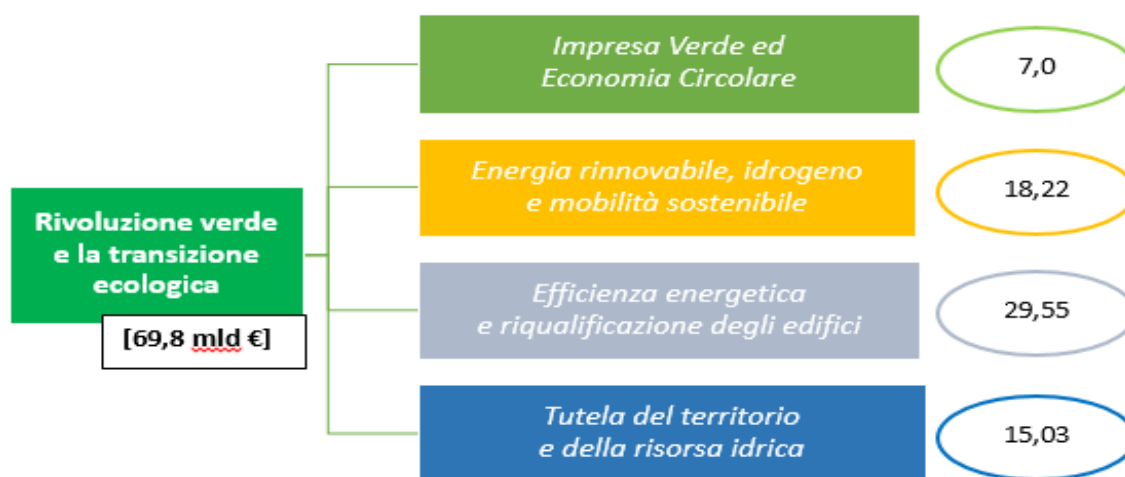 Rivoluzione verde
e la transizione
ecologica
[69,8 mld €]
Impresa Verde ed
Economia Circolare
7,0
Energia rinnovabile, idrogeno
e mobilità sostenibile
18,22
Efficienza energetica
e riqualificazione degli edifici
29,55
Tutela del territorio
e della risorsa idrica
15,03